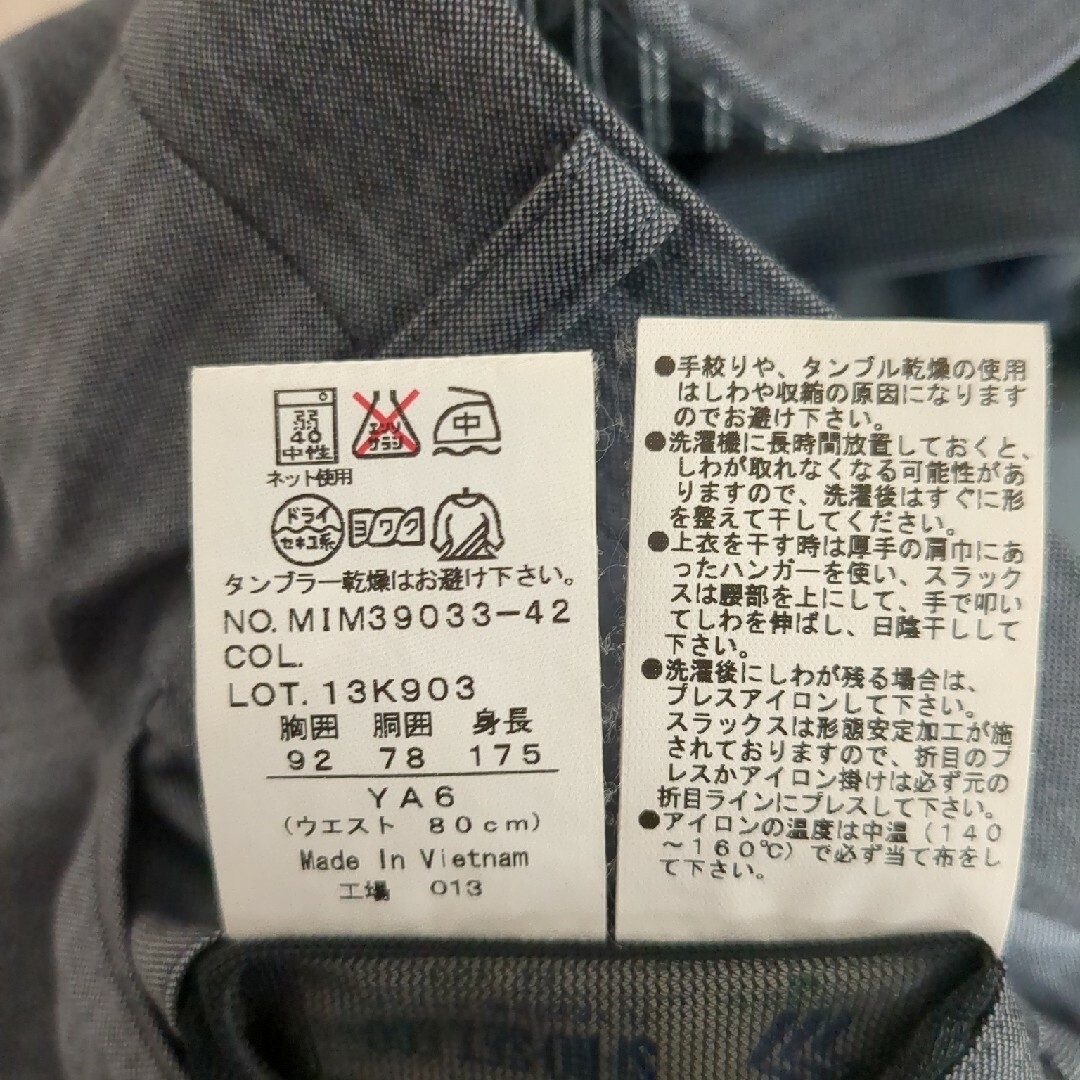 弱
40
中性
エンソ
サラシ
中
ネット使用
ドライ
セキユ系
ヨワク
タンブラー乾燥はお避け下さい。
NO. MIM39033-42
COL.
LOT. 13K903
胸囲 胴囲 身長
92 78 175
YA6
(ウエスト 80cm)
Made In Vietnam
工場 013
●手絞りや、タンブル乾燥の使用
はしわや収縮の原因になります
のでお避け下さい。
●洗濯機に長時間放置しておくと、
しわが取れなくなる可能性があ
りますので、洗濯後はすぐに形
を整えて干してください。
●上衣を干す時は厚手の肩巾にあ
ったハンガーを使い、スラック
スは腰部を上にして、手で叩い
てしわを伸ばし、日陰干しして
下さい。
●洗濯後にしわが残る場合は、
プレスアイロンして下さい。
スラックスは形態安定加工が施
されておりますので、折目のプ
レスかアイロン掛けは必ず元の
折目ラインにプレスして下さい。
●アイロンの温度は中温(140
～160℃)で必ず当て布をし
て下さい。